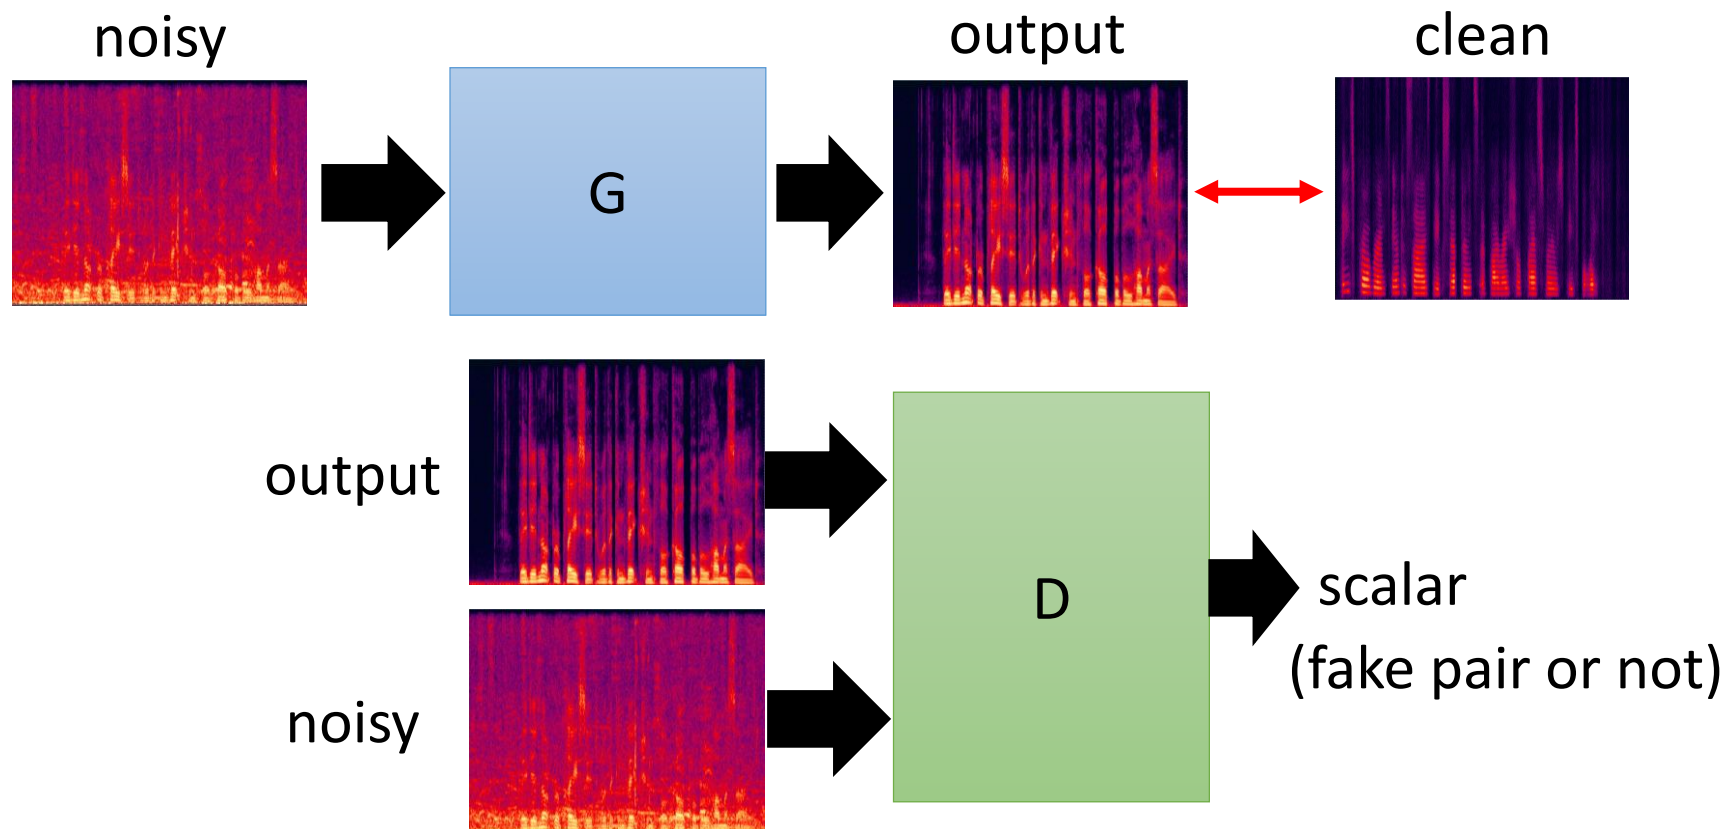 noisy
output
clean
G
output
noisy
D
scalar
(fake pair or not)